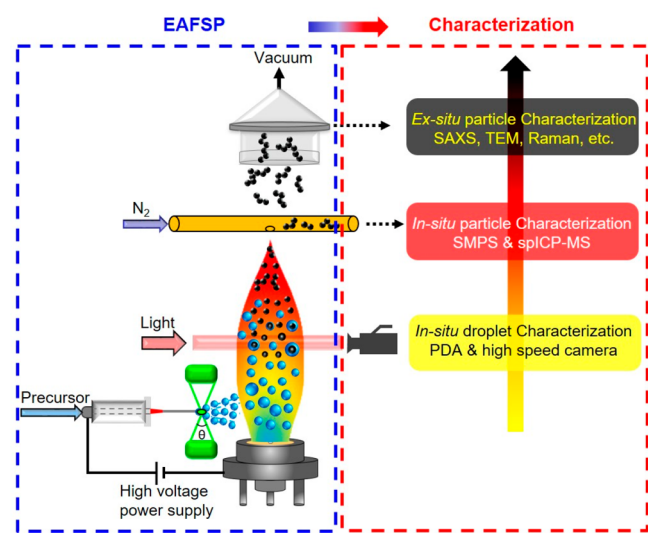 EAFSP
Characterization
Vacuum
Ex-situ particle Characterization
SAXS, TEM, Raman, etc.
N2
In-situ particle Characterization
SMPS & spICP-MS
Light
In-situ droplet Characterization
PDA & high speed camera
Precursor
θ
High voltage
power supply